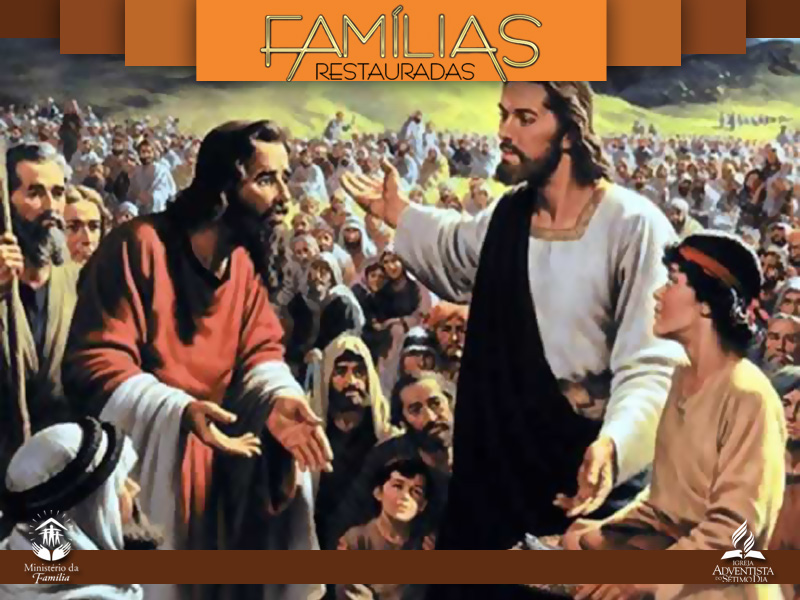 FAMÍLIAS
RESTAURADAS
Ministério da
Família
IGREJA
ADVENTISTA
DO SÉTIMO DIA